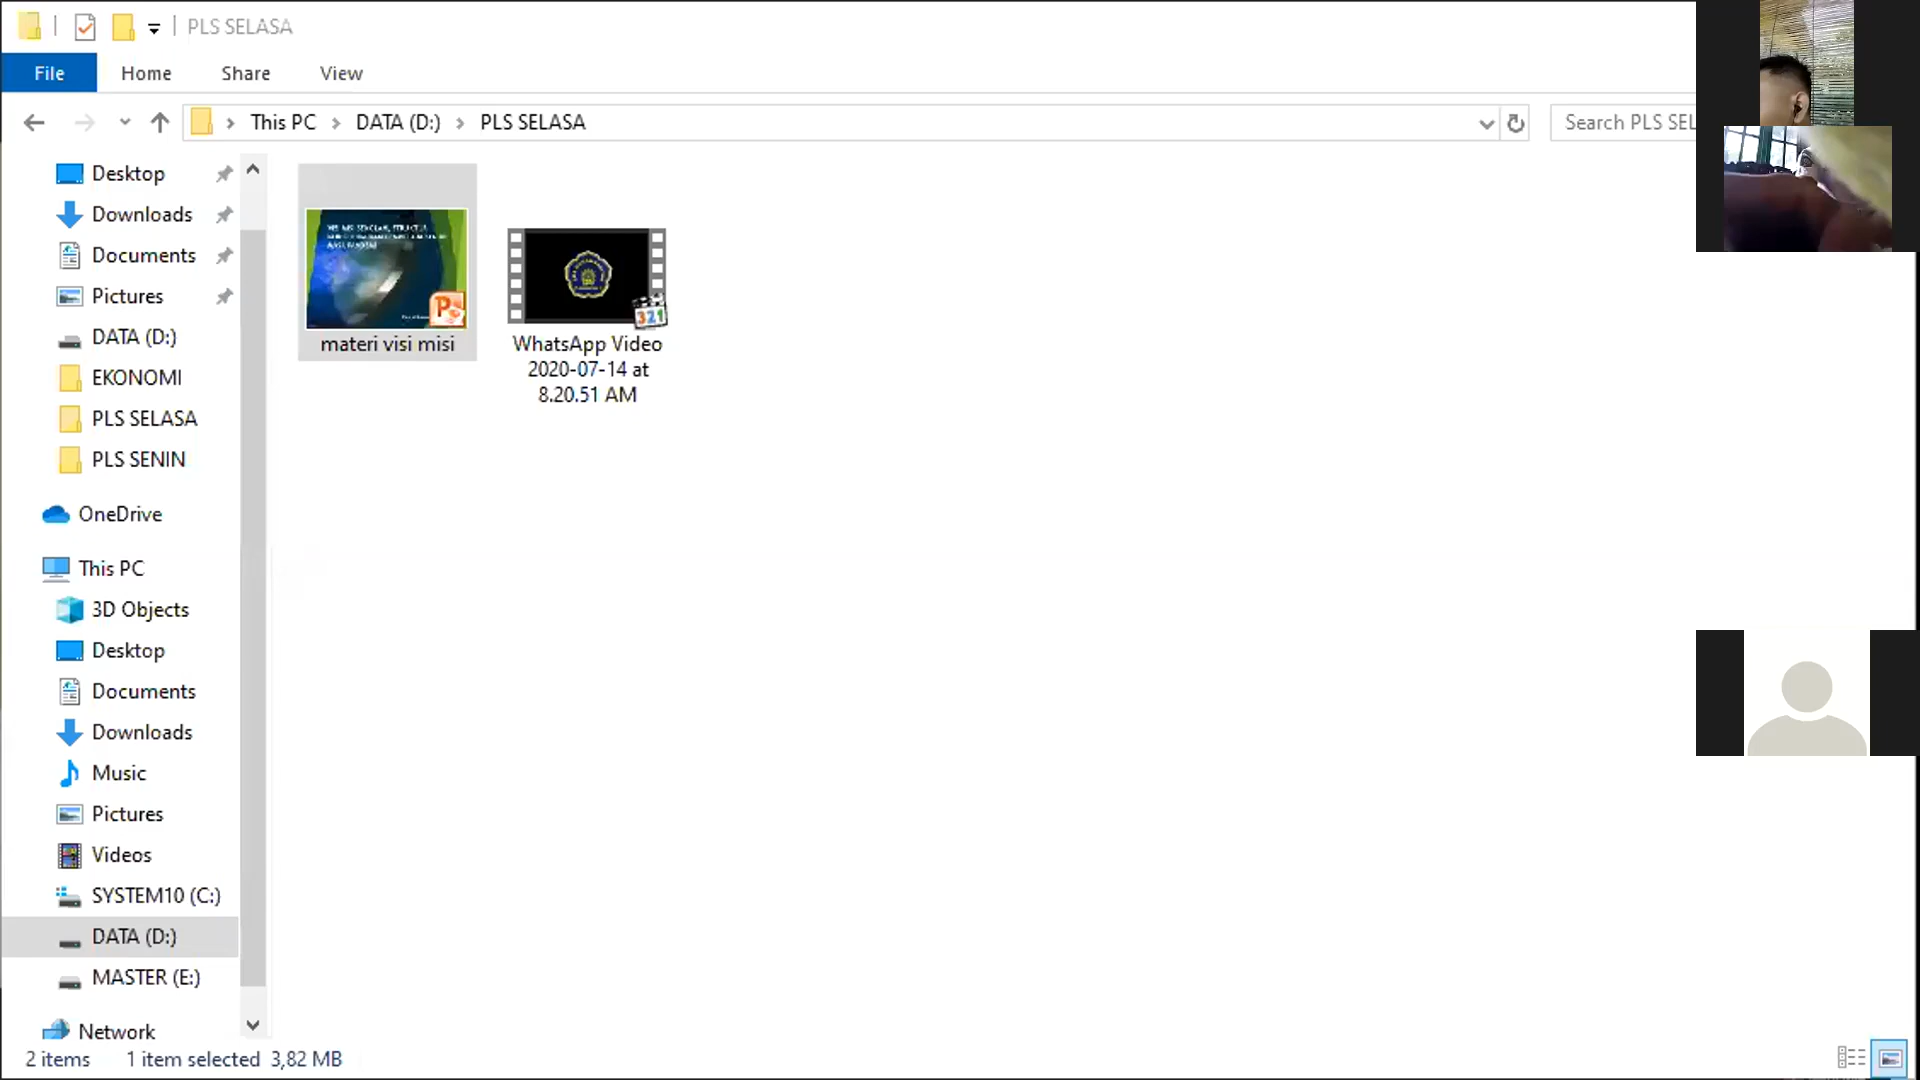 PLS SELASA
File Home Share View
This PC DATA (D:) PLS SELASA
Search PLS SEL
Desktop
Downloads
Documents
Pictures
DATA (D:)
EKONOMI
PLS SELASA
PLS SENIN
OneDrive
This PC
3D Objects
Desktop
Documents
Downloads
Music
Pictures
Videos
SYSTEM10 (C:)
DATA (D:)
MASTER (E:)
Network
materi visi misi
WhatsApp Video
2020-07-14 at
8.20.51 AM
321
2 items 1 item selected 3,82 MB